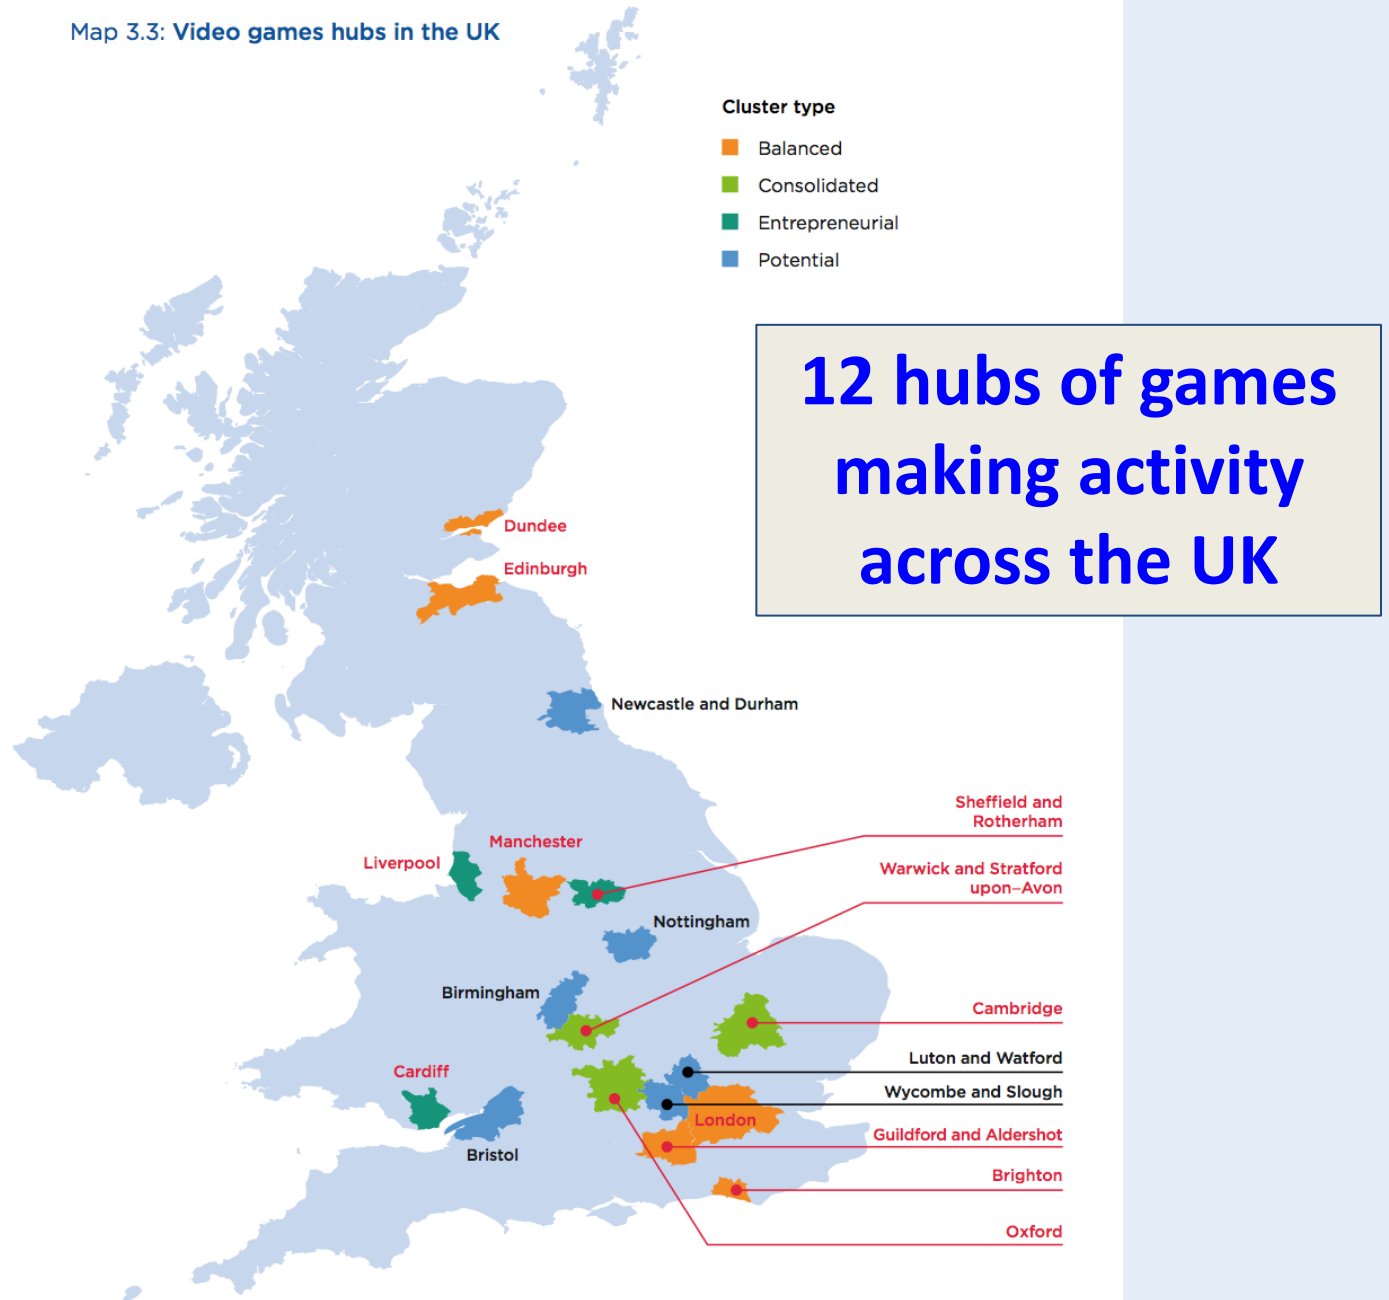 Map 3.3: Video games hubs in the UK
Cluster type
Balanced
Consolidated
Entrepreneurial
Potential
12 hubs of games
making activity
across the UK
Dundee
Edinburgh
Newcastle and Durham
Sheffield and
Rotherham
Manchester
Liverpool
Warwick and Stratford
upon–Avon
Nottingham
Birmingham
Cambridge
Luton and Watford
Cardiff
Wycombe and Slough
London
Guildford and Aldershot
Bristol
Brighton
Oxford